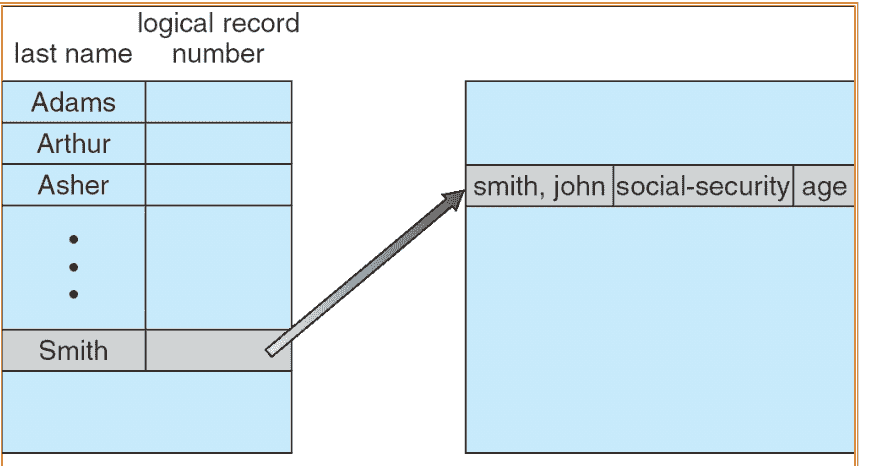 logical record
last name number
Adams
Arthur
Asher
smith, john social-security age
Smith